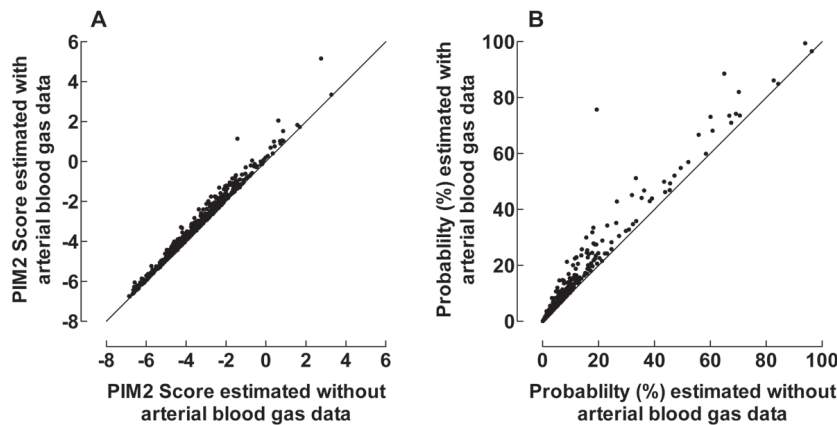 A
PIM2 Score estimated with
arterial blood gas data
6
4
2
0
-2
-4
-6
-8
-8 -6 -4 -2 0 2 4 6
PIM2 Score estimated without
arterial blood gas data
B
Probablilty (%) estimated with
arterial blood gas data
100
80
60
40
20
0
0 20 40 60 80 100
Probablilty (%) estimated without
arterial blood gas data